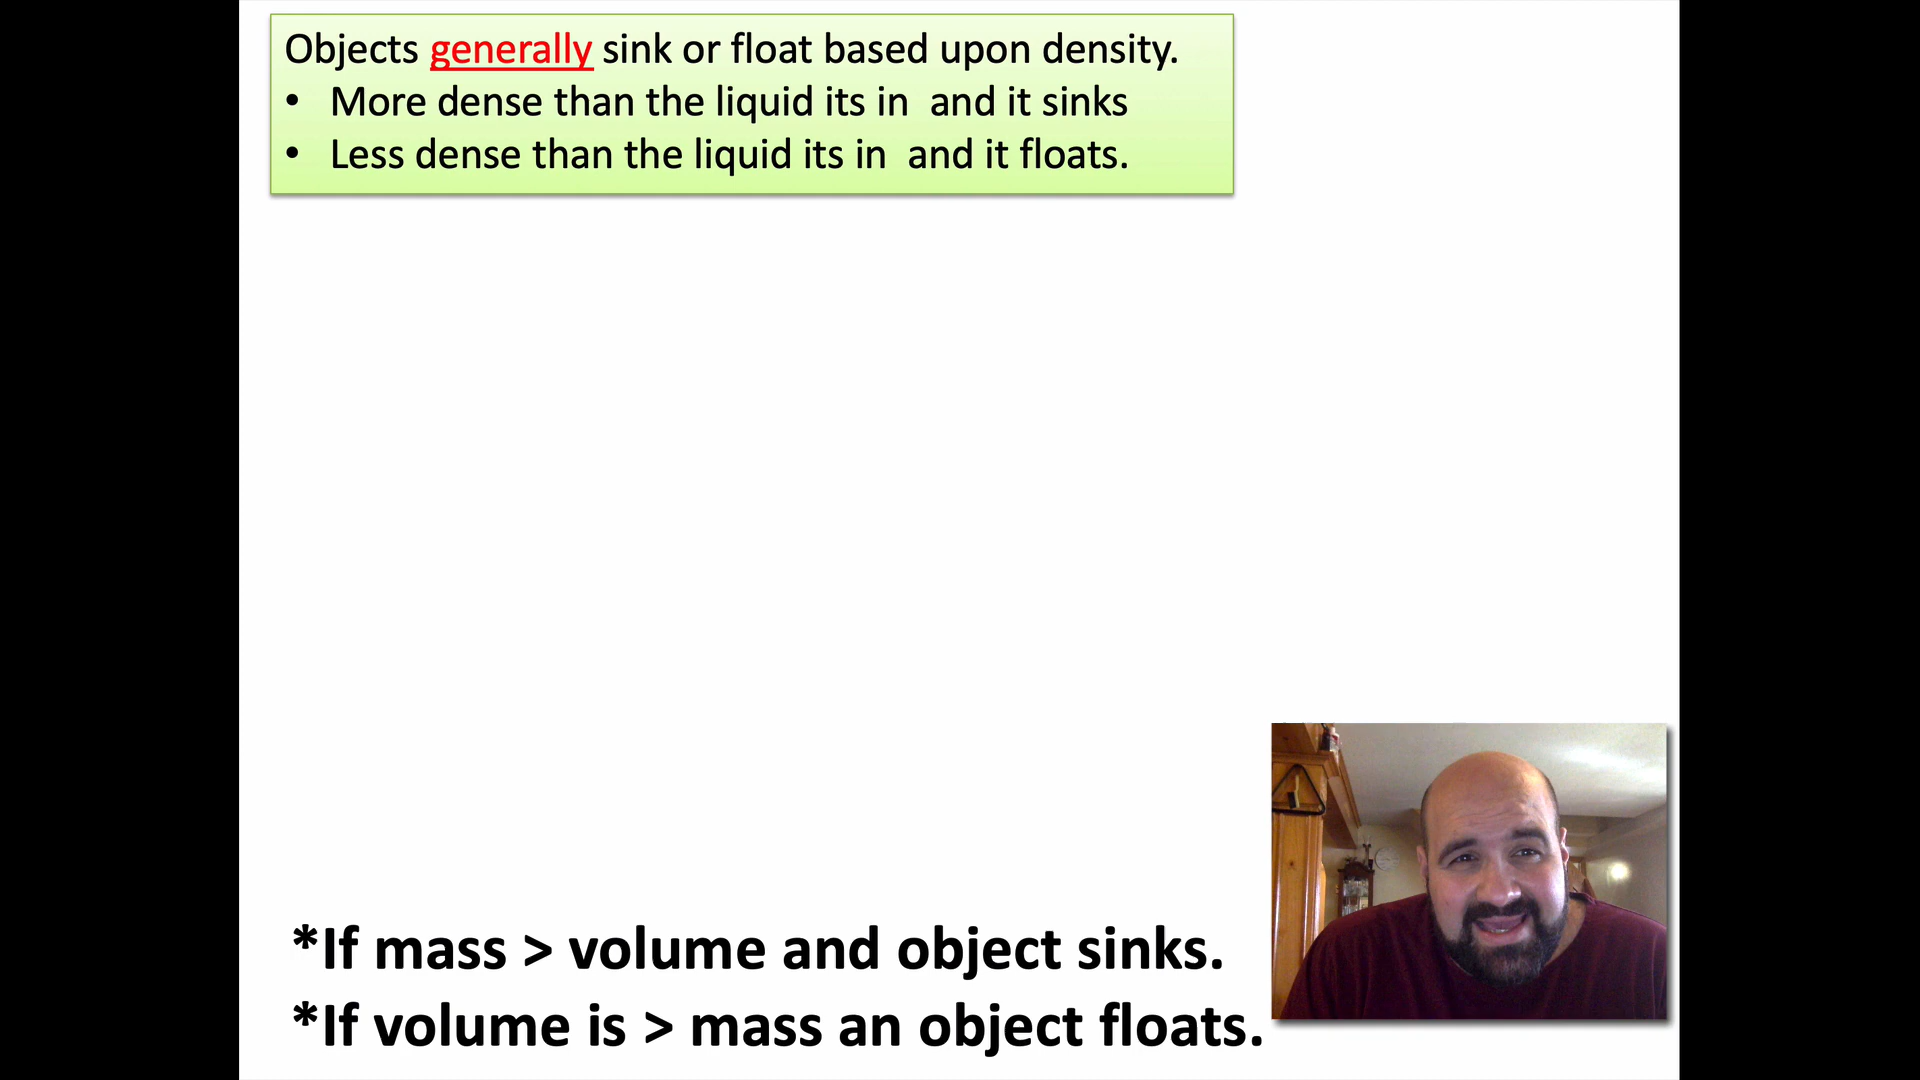 Objects generally sink or float based upon density.
• More dense than the liquid its in  and it sinks
• Less dense than the liquid its in  and it floats.
*If mass > volume and object sinks.
*If volume is > mass an object floats.